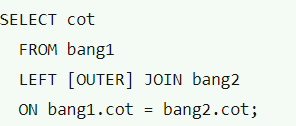 SELECT cot
FROM bang1
LEFT [OUTER] JOIN bang2
ON bang1.cot = bang2.cot;